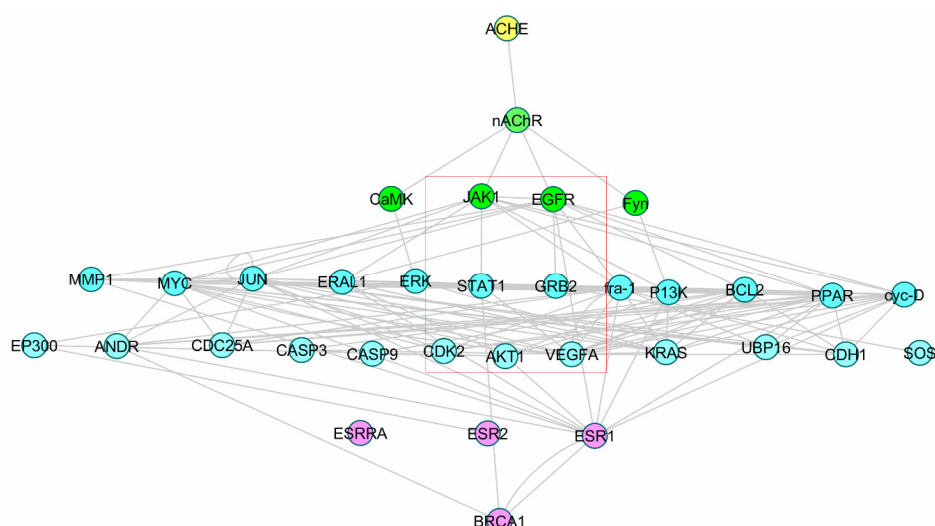 ACHE
nAChR
CaMK JAK1 EGFR Fyn
MMP1 MYC JUN ERAL1 ERK STAT1 GRB2 fra-1 P13K BCL2 PPAR cyc-D
EP300 ANDR CDC25A CASP3 CASP9 CDK2 AKT1 VEGFA KRAS UBP16 CDH1 SOS
ESRRA ESR2 ESR1
BRCA1